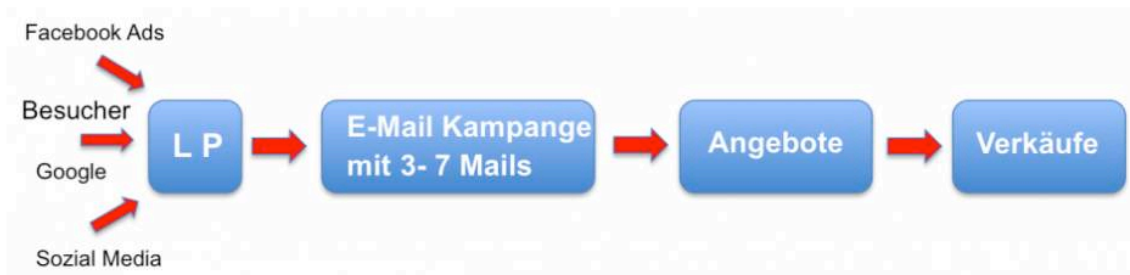 Facebook Ads
Besucher
Google
Sozial Media
L P
E-Mail Kampange
mit 3- 7 Mails
Angebote
Verkäufe